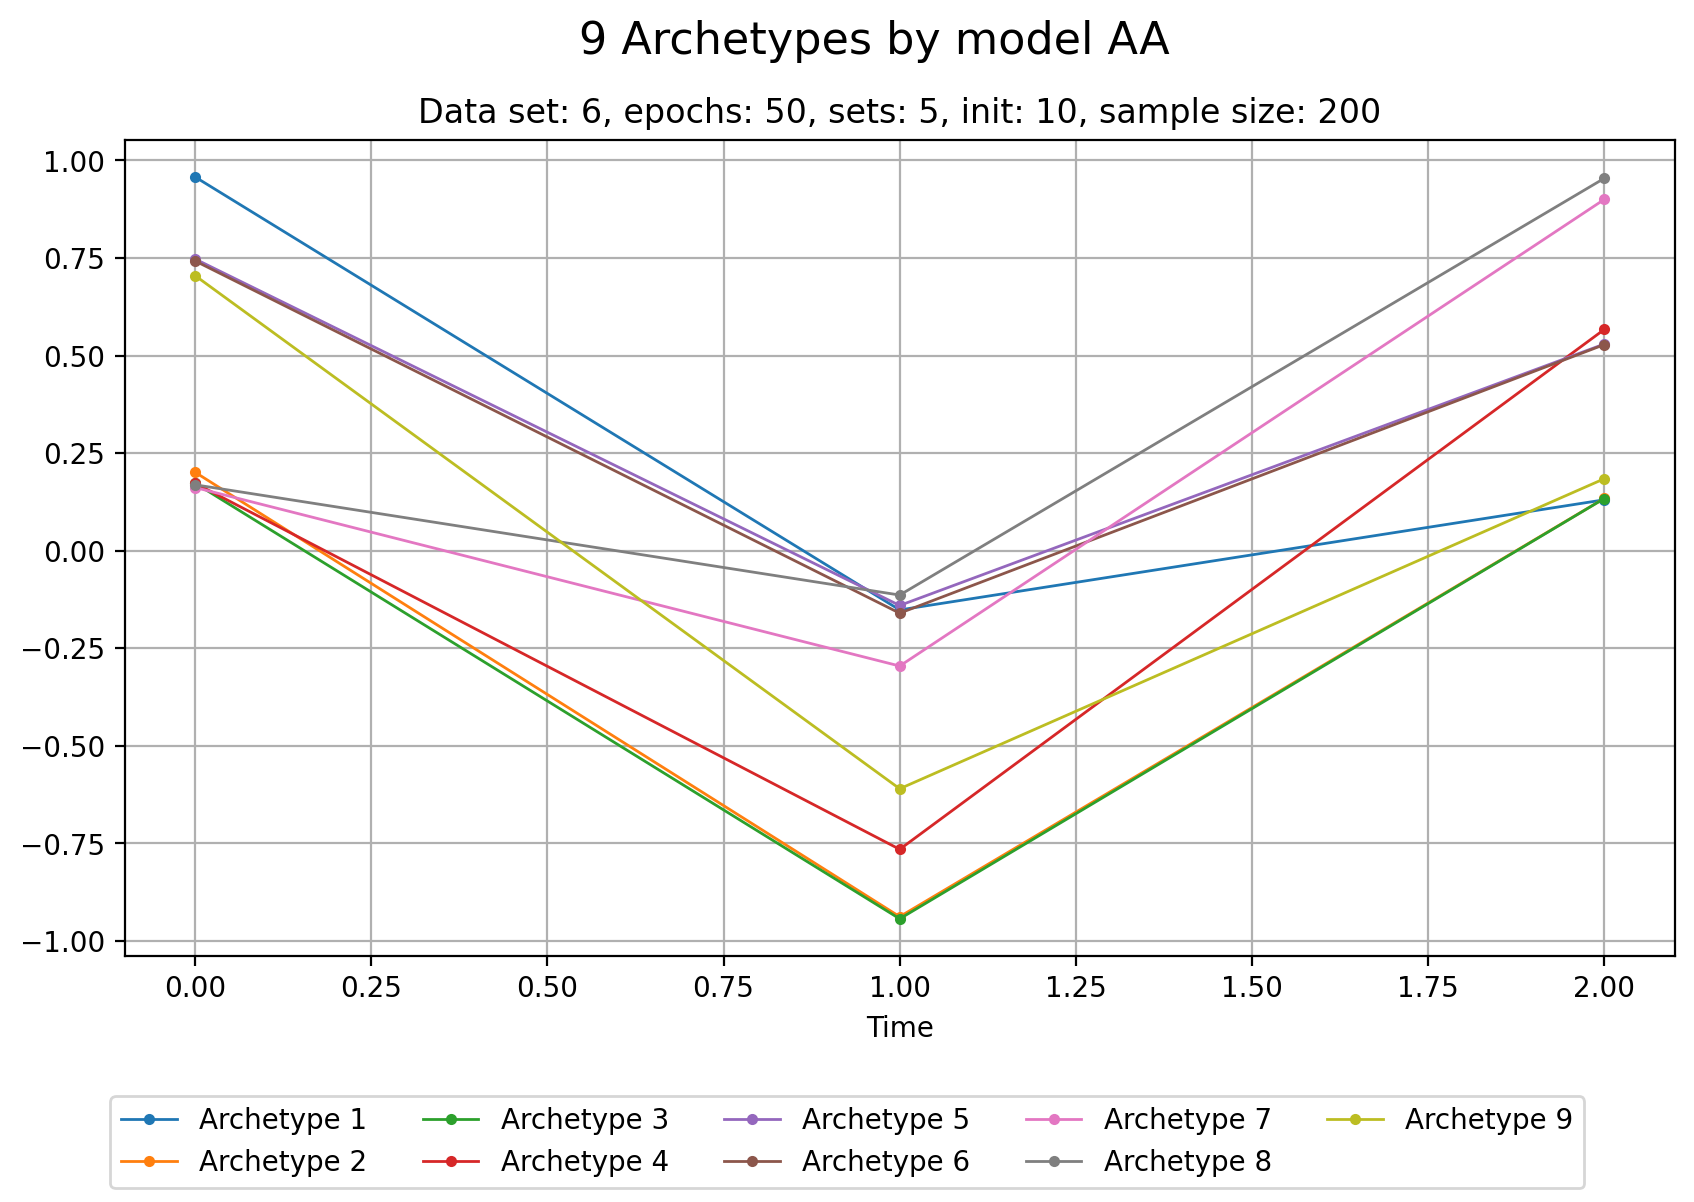 9 Archetypes by model AA
Data set: 6, epochs: 50, sets: 5, init: 10, sample size: 200
1.00
0.75
0.50
0.25
0.00
−0.25
−0.50
−0.75
−1.00
0.00 0.25 0.50 0.75 1.00 1.25 1.50 1.75 2.00
Time
Archetype 1 Archetype 3 Archetype 5 Archetype 7 Archetype 9
Archetype 2 Archetype 4 Archetype 6 Archetype 8